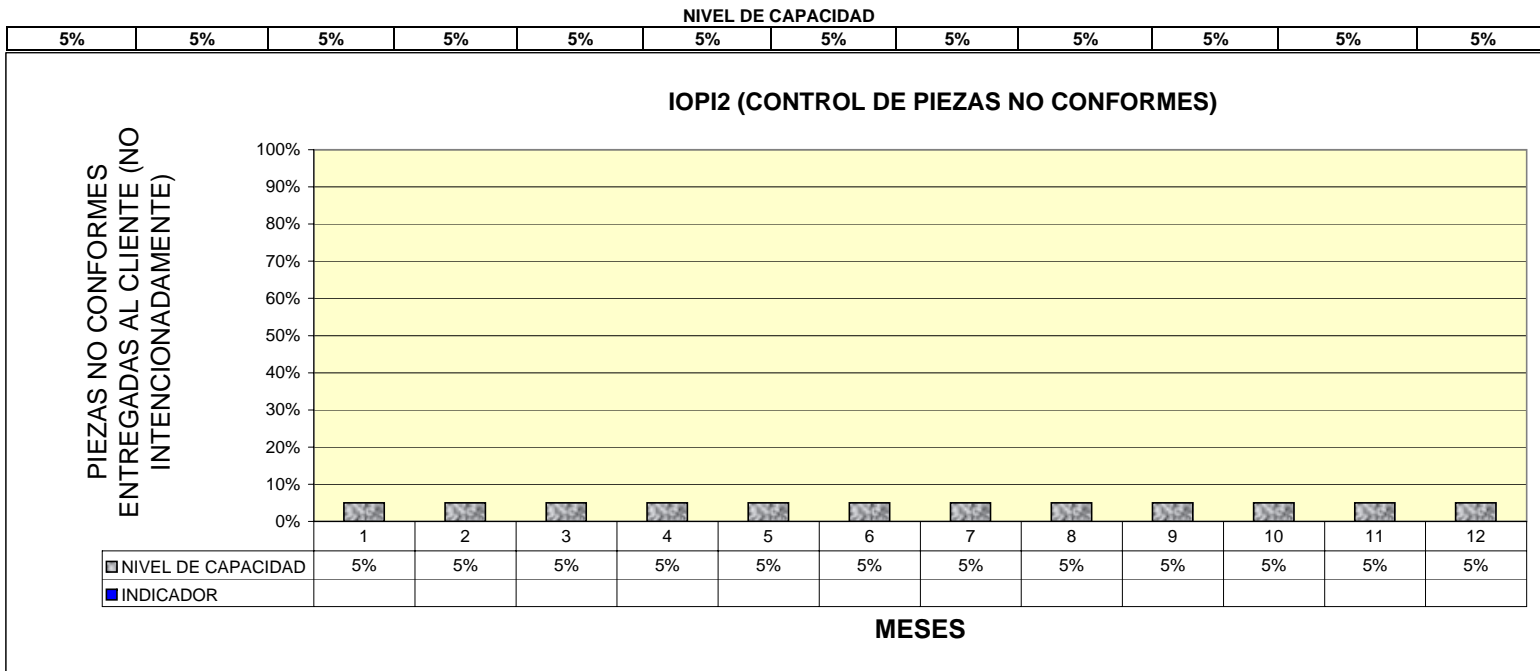 NIVEL DE CAPACIDAD
5% 5% 5% 5% 5% 5% 5% 5% 5% 5% 5% 5%
IOPI2 (CONTROL DE PIEZAS NO CONFORMES)
PIEZAS NO CONFORMES
ENTREGADAS AL CLIENTE (NO
INTENCIONADAMENTE)
100%
90%
80%
70%
60%
50%
40%
30%
20%
10%
0%
1 2 3 4 5 6 7 8 9 10 11 12
NIVEL DE CAPACIDAD 5% 5% 5% 5% 5% 5% 5% 5% 5% 5% 5% 5%
INDICADOR
MESES